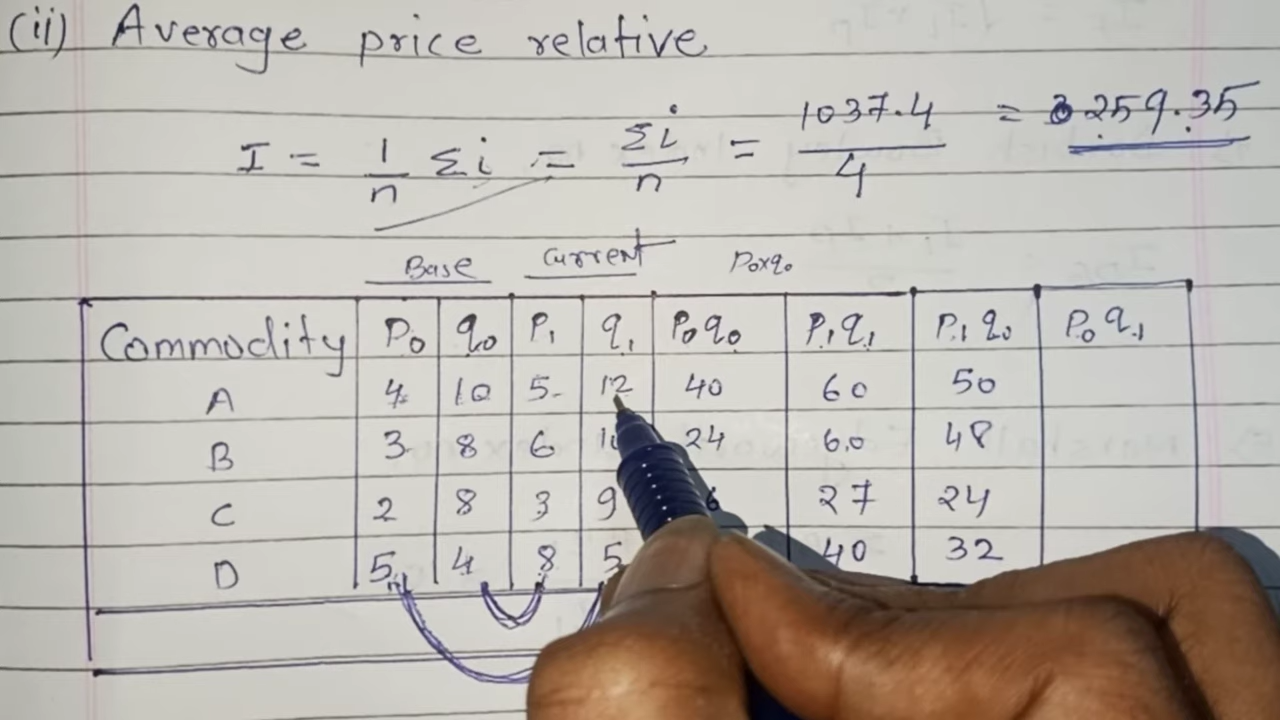 (ii) Average price relative
I = 1/n Σi = Σi/n = 1037.4/4 = 259.35
Base Current P₀xq₀
Commodity P₀ q₀ P₁ q₁ P₀q₀ P₁q₁ P₁q₀ P₀q₁
A 4 10 5 12 40 60 50
B 3 8 6 24 60 48
C 2 8 3 9 6 27 24
D 5 4 8 5 40 32